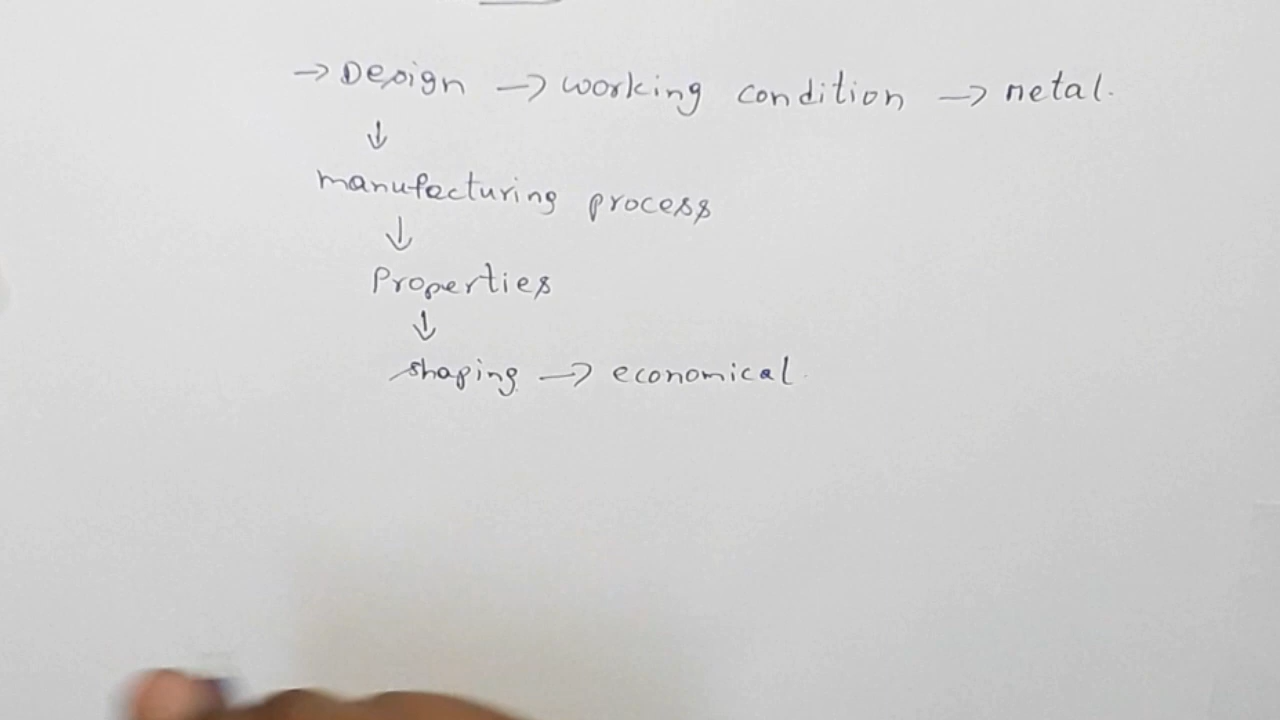 → Design → working condition → metal.
↓
manufacturing process
↓
Properties
↓
shaping → economical.